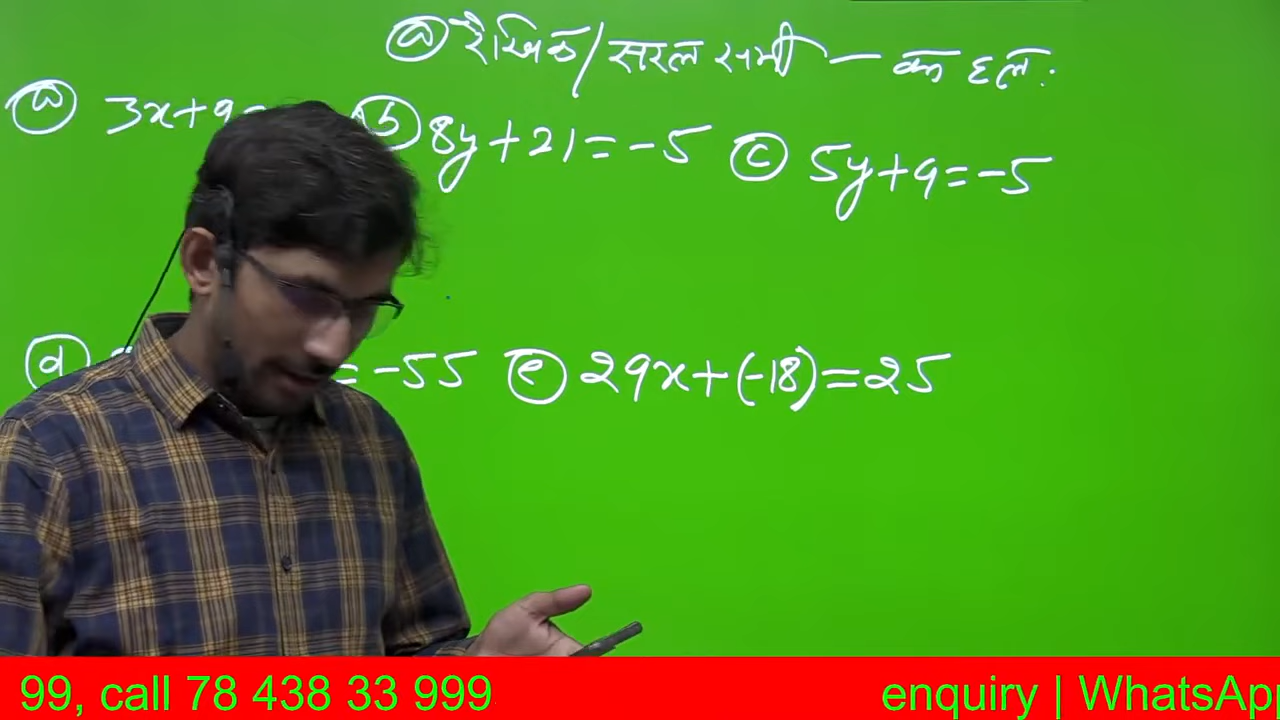 (a) रैखिक/सरल समी – का हल:
(a) 3x+9= (b) 8y+21=-5 (c) 5y+9=-5
(d) =-55 (e) 29x+(-18)=25
99, call 78 438 33 999 enquiry | WhatsApp